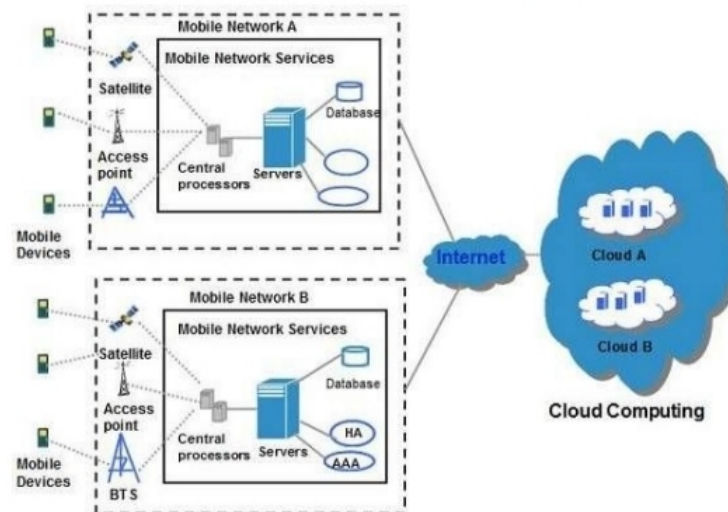 Mobile Network A
Mobile Network Services
Satellite
Database
Access
point
Central
processors
Servers
Mobile
Devices
Internet
Cloud A
Cloud B
Cloud Computing
Mobile Network B
Mobile Network Services
Satellite
Database
Access
point
Central
processors
Servers
HA
AAA
Mobile
Devices
BTS